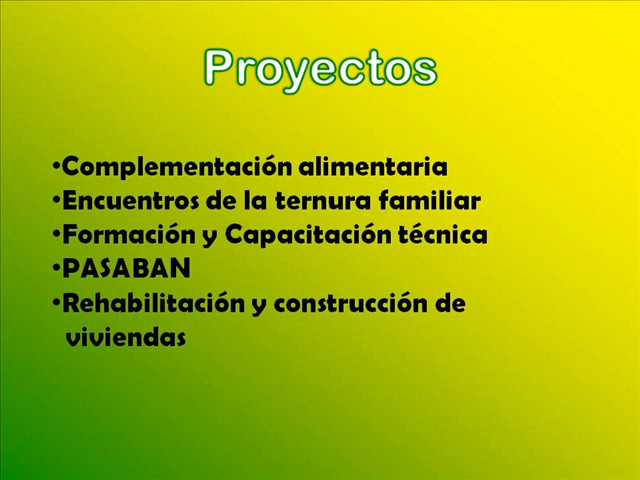 Proyectos
•Complementación alimentaria
•Encuentros de la ternura familiar
•Formación y Capacitación técnica
•PASABAN
•Rehabilitación y construcción de
viviendas